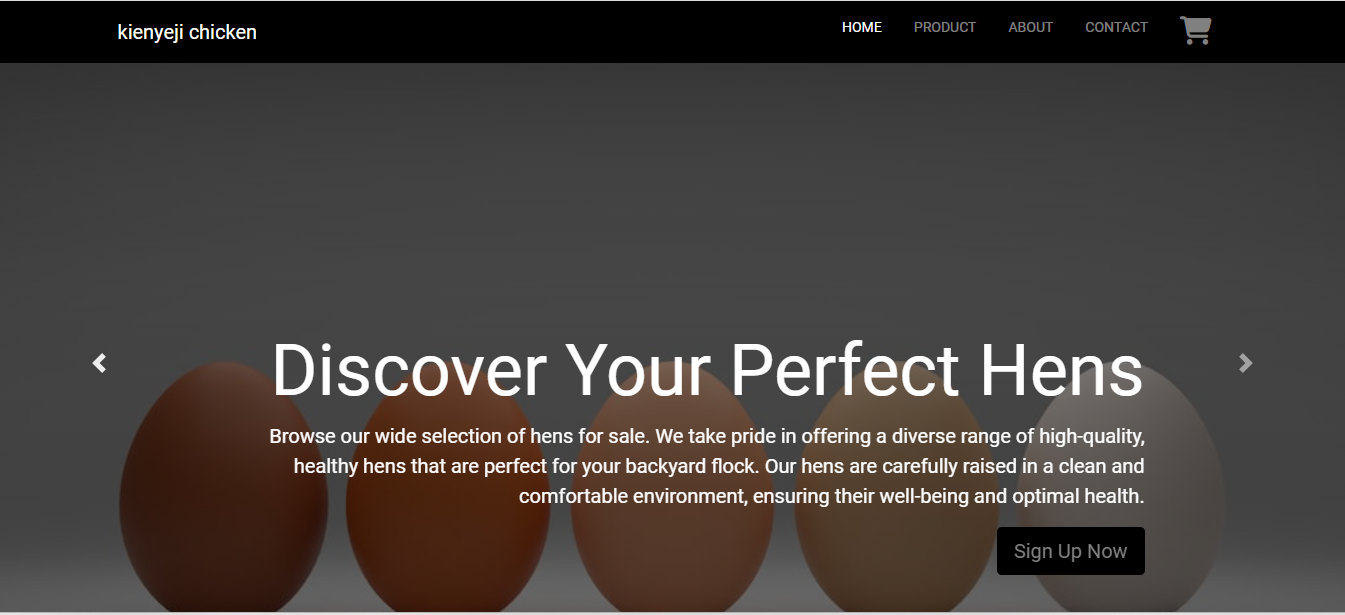 kienyeji chicken
HOME PRODUCT ABOUT CONTACT
Discover Your Perfect Hens
Browse our wide selection of hens for sale. We take pride in offering a diverse range of high-quality,
healthy hens that are perfect for your backyard flock. Our hens are carefully raised in a clean and
comfortable environment, ensuring their well-being and optimal health.
Sign Up Now